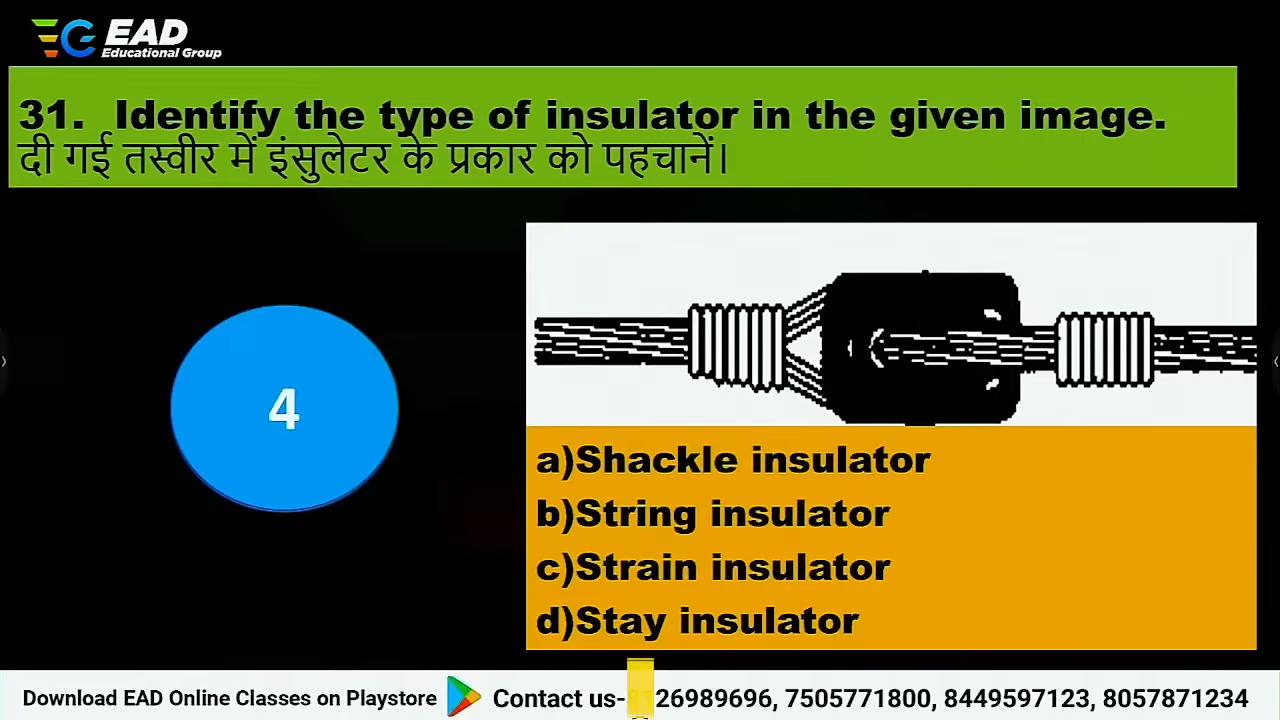 EAD
Educational Group
31. Identify the type of insulator in the given image.
दी गई तस्वीर में इंसुलेटर के प्रकार को पहचानें।
4
a)Shackle insulator
b)String insulator
c)Strain insulator
d)Stay insulator
Download EAD Online Classes on Playstore Contact us-8126989696, 7505771800, 8449597123, 8057871234